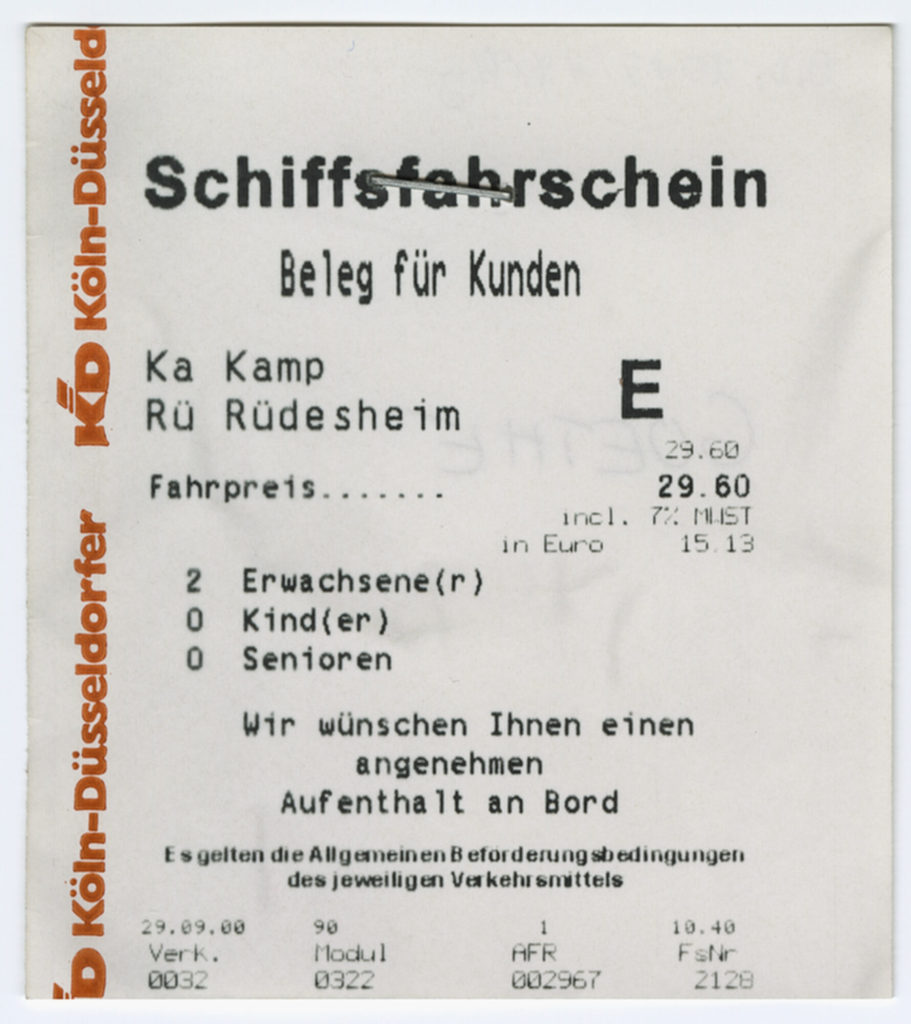 Schiffsfahrschein
Beleg für Kunden
Ka Kamp
E
Rü Rüdesheim
29.60
Fahrpreis....... 29.60
incl. 7% MWST
in Euro 15.13
2 Erwachsene(r)
0 Kind(er)
0 Senioren
Wir wünschen Ihnen einen
angenehmen
Aufenthalt an Bord
Es gelten die Allgemeinen Beförderungsbedingungen
des jeweiligen Verkehrsmittels
29.09.00 90 1 10.40
Verk. Modul AFR FsNr
0032 0322 002967 2128
D Köln-Düsseldorfer KD Köln-Düsseld
GOETHE